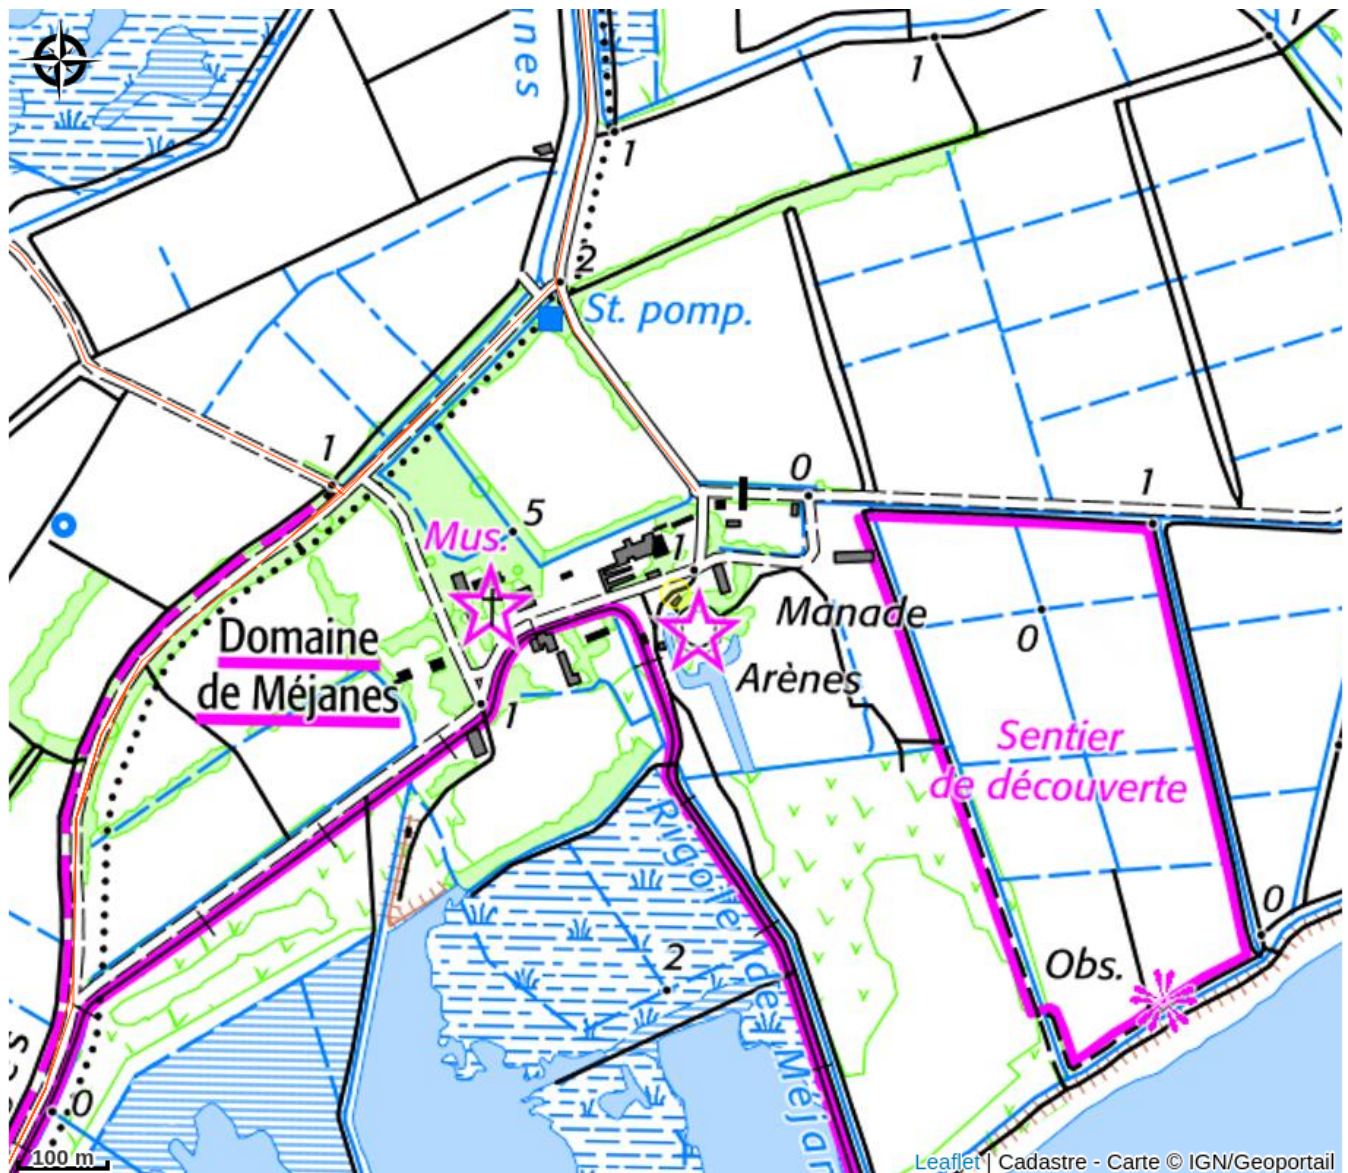 nes
1
1
2
St. pomp.
1
0
1
5
Mus.
1
Manade
0
Domaine
de Méjanes
Arènes
1
Sentier
de découverte
Rigole de Méjan
0
Obs.
2
es
0
100 m
Leaflet | Cadastre - Carte © IGN/Geoportail